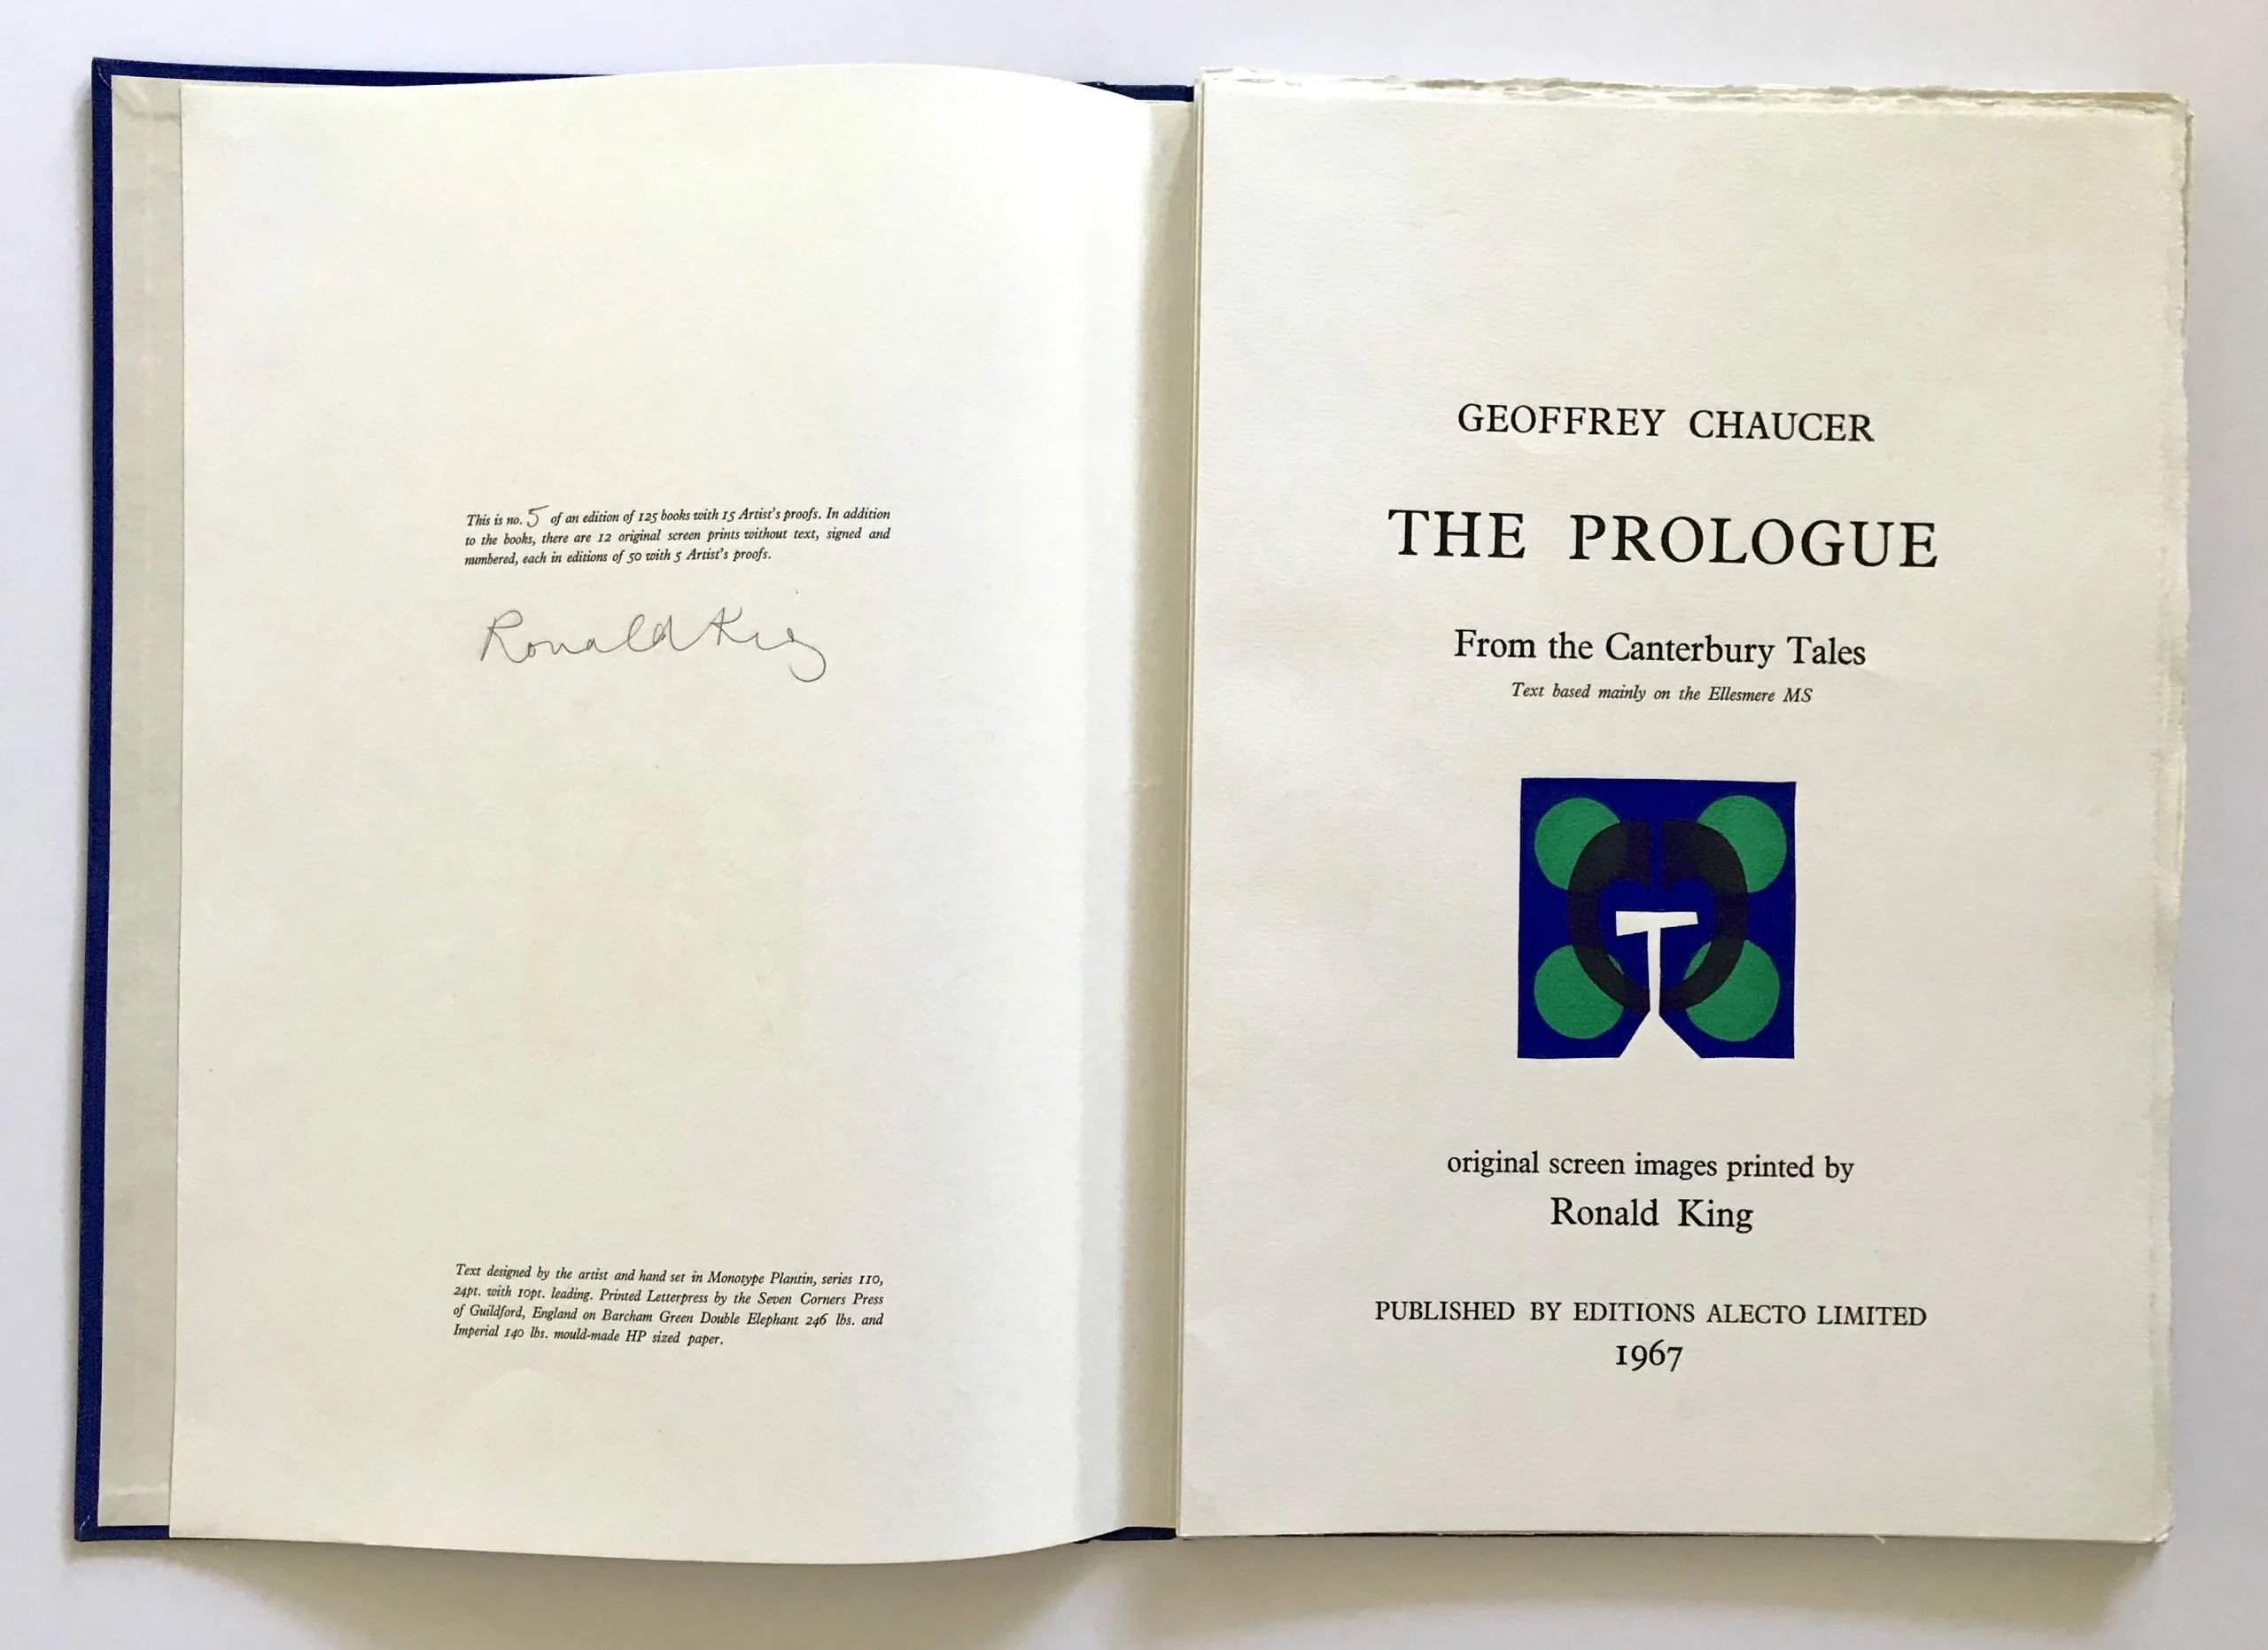 This is no. 5 of an edition of 125 books with 15 Artist's proofs. In addition
to the books, there are 12 original screen prints without text, signed and
numbered, each in editions of 50 with 5 Artist's proofs.
Ronald King
Text designed by the artist and hand set in Monotype Plantin, series 110,
24pt. with 10pt. leading. Printed Letterpress by the Seven Corners Press
of Guildford, England on Barcham Green Double Elephant 246 lbs. and
Imperial 140 lbs. mould-made HP sized paper.
GEOFFREY CHAUCER
THE PROLOGUE
From the Canterbury Tales
Text based mainly on the Ellesmere MS
original screen images printed by
Ronald King
PUBLISHED BY EDITIONS ALECTO LIMITED
1967